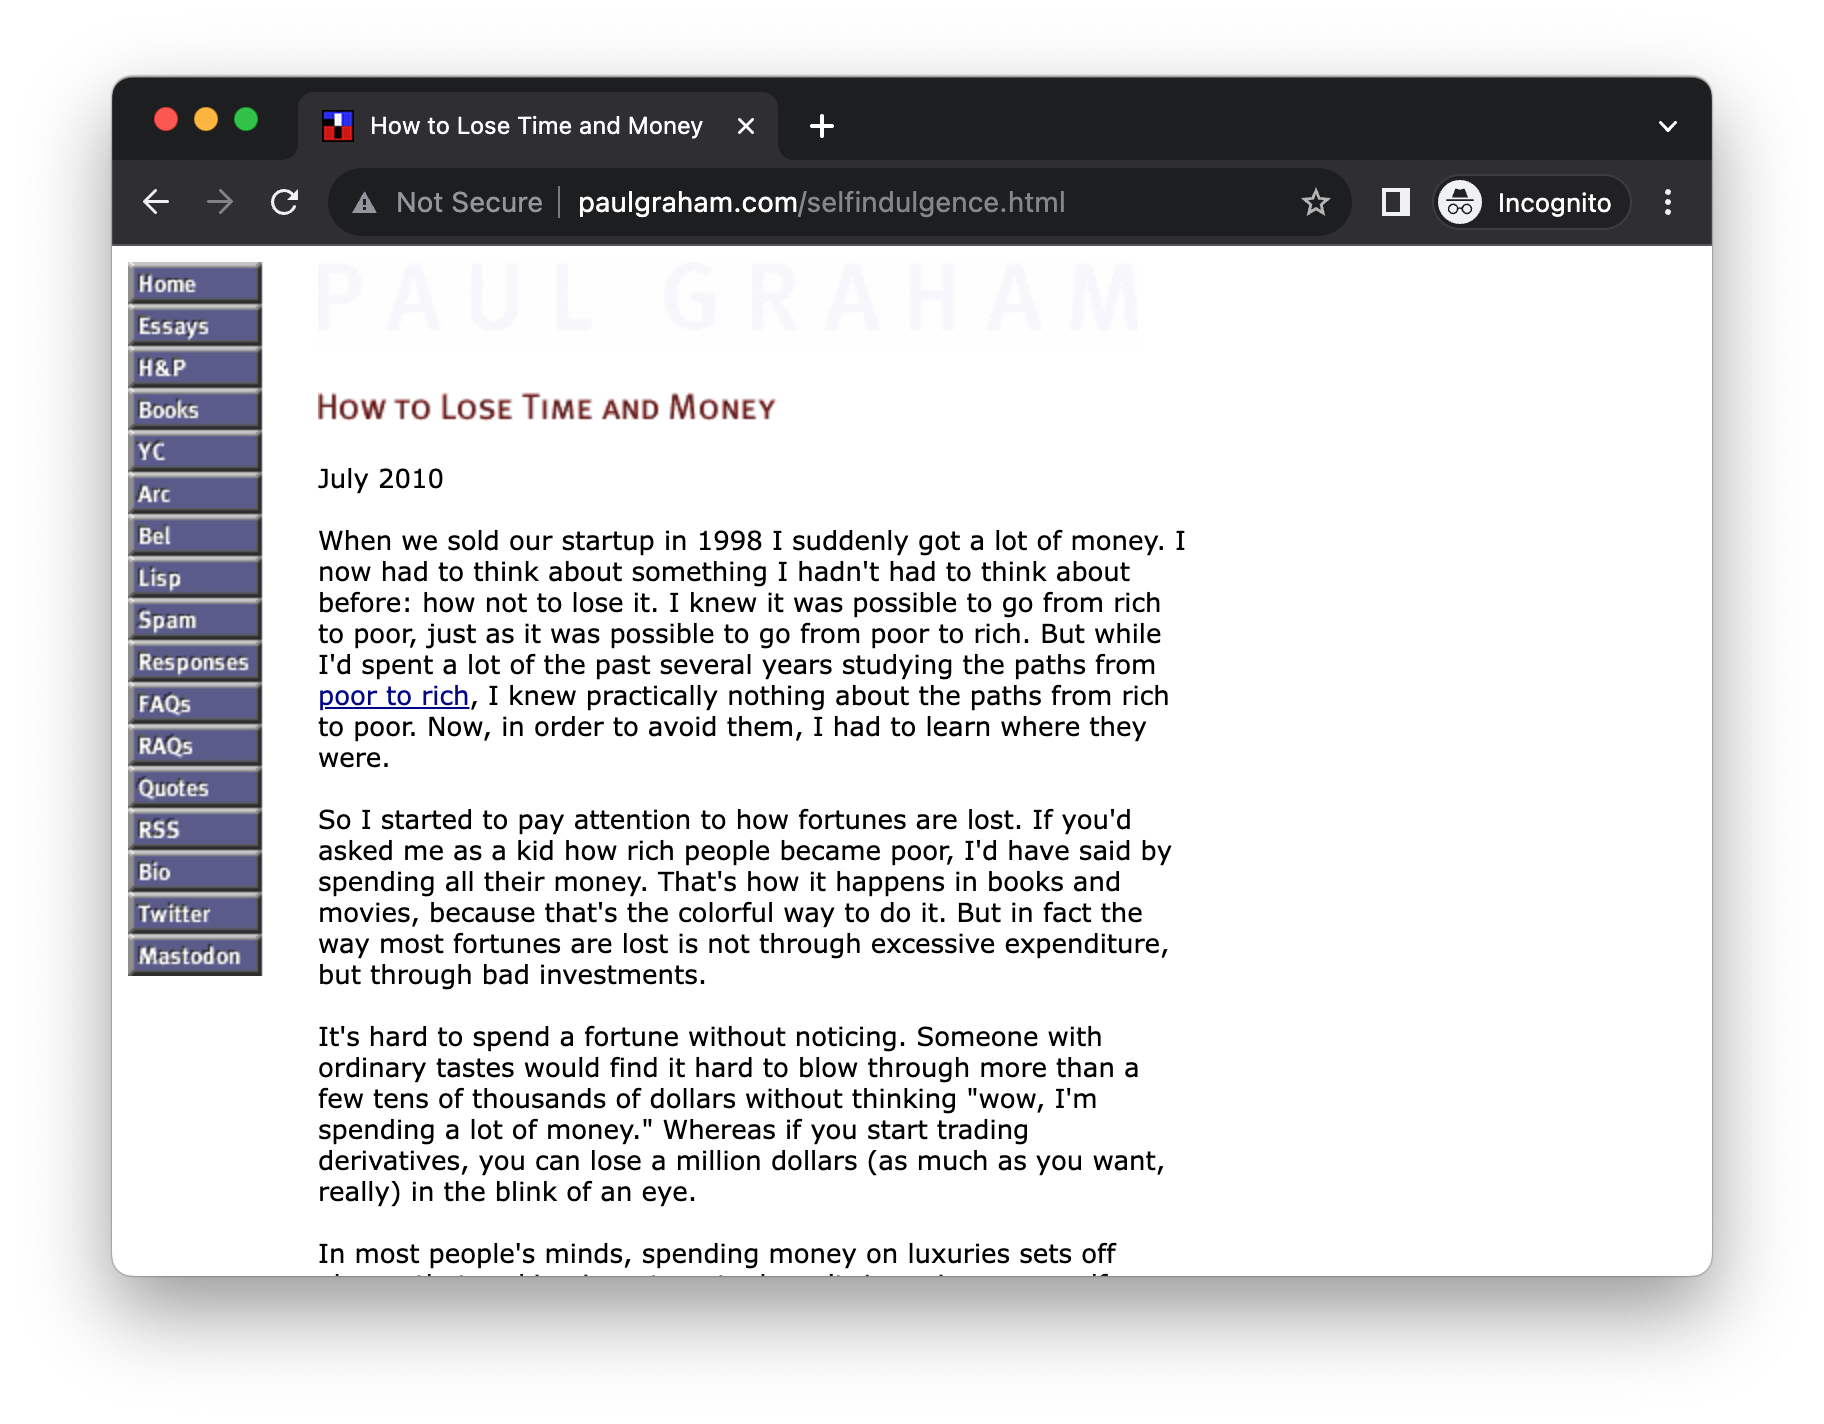 How to Lose Time and Money
Not Secure
paulgraham.com/selfindulgence.html
Incognito
Home
Essays
H&P
Books
YC
Arc
Bel
Lisp
Spam
Responses
FAQs
RAQs
Quotes
RSS
Bio
Twitter
Mastodon
PAUL GRAHAM
How to Lose Time and Money
July 2010
When we sold our startup in 1998 I suddenly got a lot of money. I
now had to think about something I hadn't had to think about
before: how not to lose it. I knew it was possible to go from rich
to poor, just as it was possible to go from poor to rich. But while
I'd spent a lot of the past several years studying the paths from
poor to rich, I knew practically nothing about the paths from rich
to poor. Now, in order to avoid them, I had to learn where they
were.
So I started to pay attention to how fortunes are lost. If you'd
asked me as a kid how rich people became poor, I'd have said by
spending all their money. That's how it happens in books and
movies, because that's the colorful way to do it. But in fact the
way most fortunes are lost is not through excessive expenditure,
but through bad investments.
It's hard to spend a fortune without noticing. Someone with
ordinary tastes would find it hard to blow through more than a
few tens of thousands of dollars without thinking "wow, I'm
spending a lot of money." Whereas if you start trading
derivatives, you can lose a million dollars (as much as you want,
really) in the blink of an eye.
In most people's minds, spending money on luxuries sets off